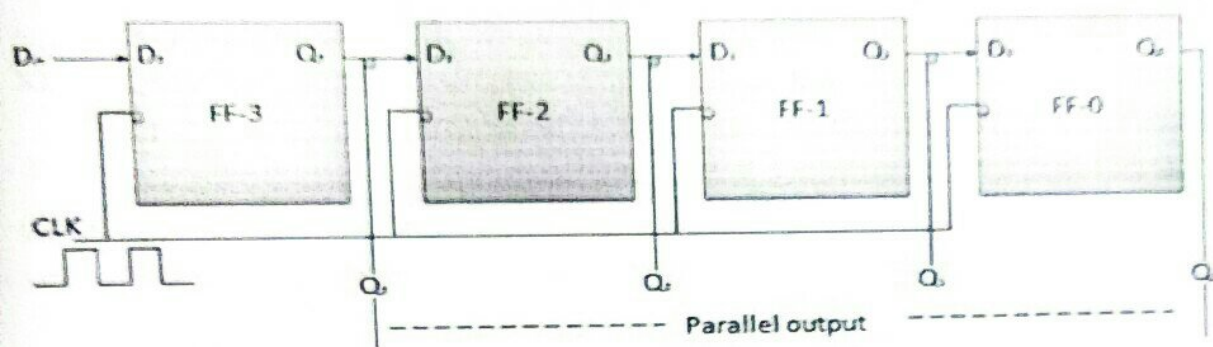 D Q D Q D Q D Q
FF-3 FF-2 FF-1 FF-0
CLK
Q Q Q Q
Parallel output